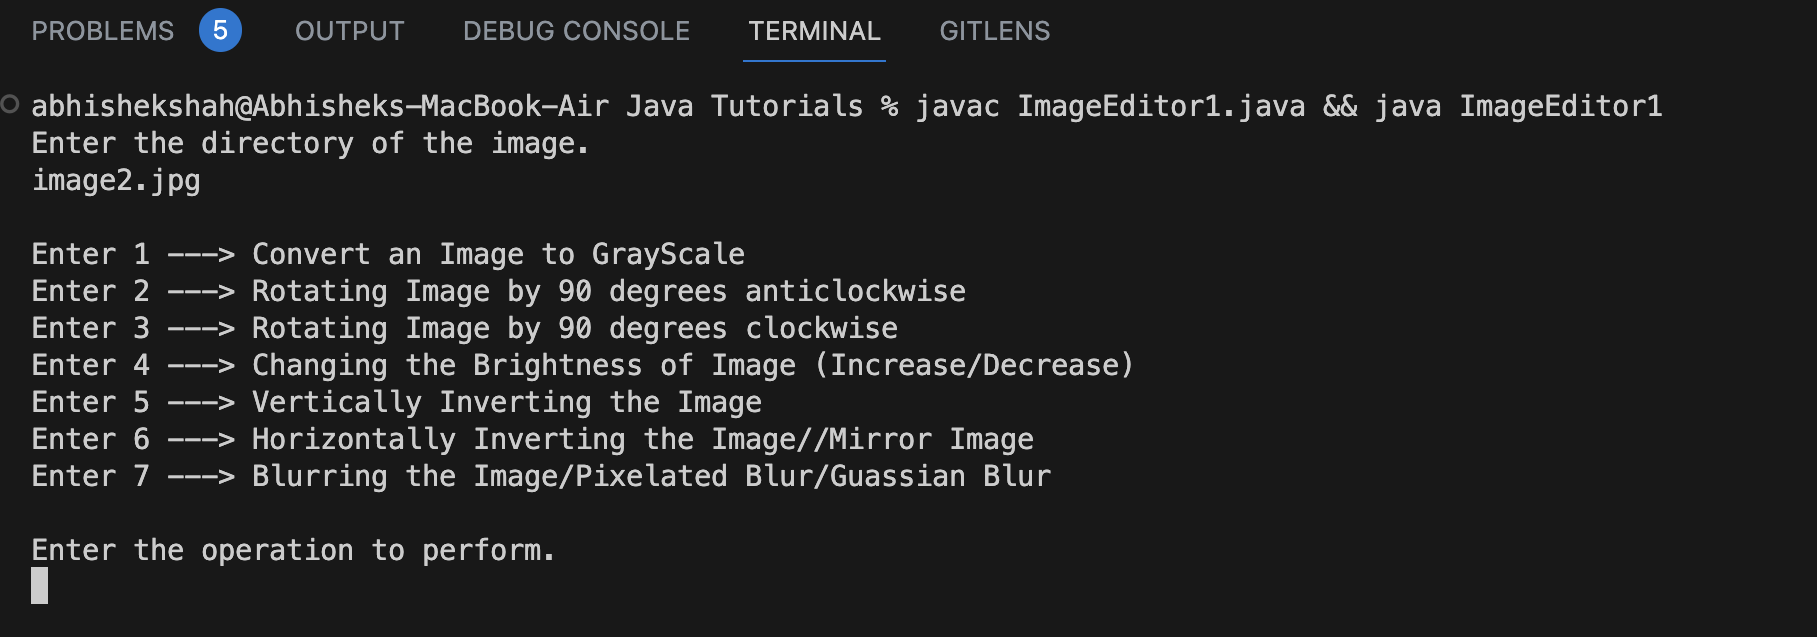 PROBLEMS 5 OUTPUT DEBUG CONSOLE TERMINAL GITLENS
abhishekshah@Abhisheks-MacBook-Air Java Tutorials % javac ImageEditor1.java && java ImageEditor1
Enter the directory of the image.
image2.jpg
Enter 1 ---> Convert an Image to GrayScale
Enter 2 ---> Rotating Image by 90 degrees anticlockwise
Enter 3 ---> Rotating Image by 90 degrees clockwise
Enter 4 ---> Changing the Brightness of Image (Increase/Decrease)
Enter 5 ---> Vertically Inverting the Image
Enter 6 ---> Horizontally Inverting the Image//Mirror Image
Enter 7 ---> Blurring the Image/Pixelated Blur/Guassian Blur
Enter the operation to perform.